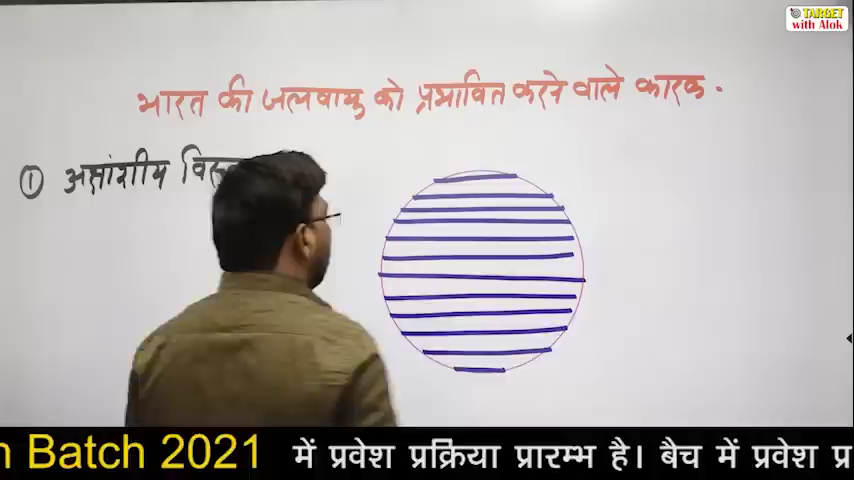 TARGET
with Alok
भारत की जलवायु को प्रभावित करने वाले कारक.
① अक्षांशीय
n Batch 2021 में प्रवेश प्रक्रिया प्रारम्भ है। बैच में प्रवेश प्र